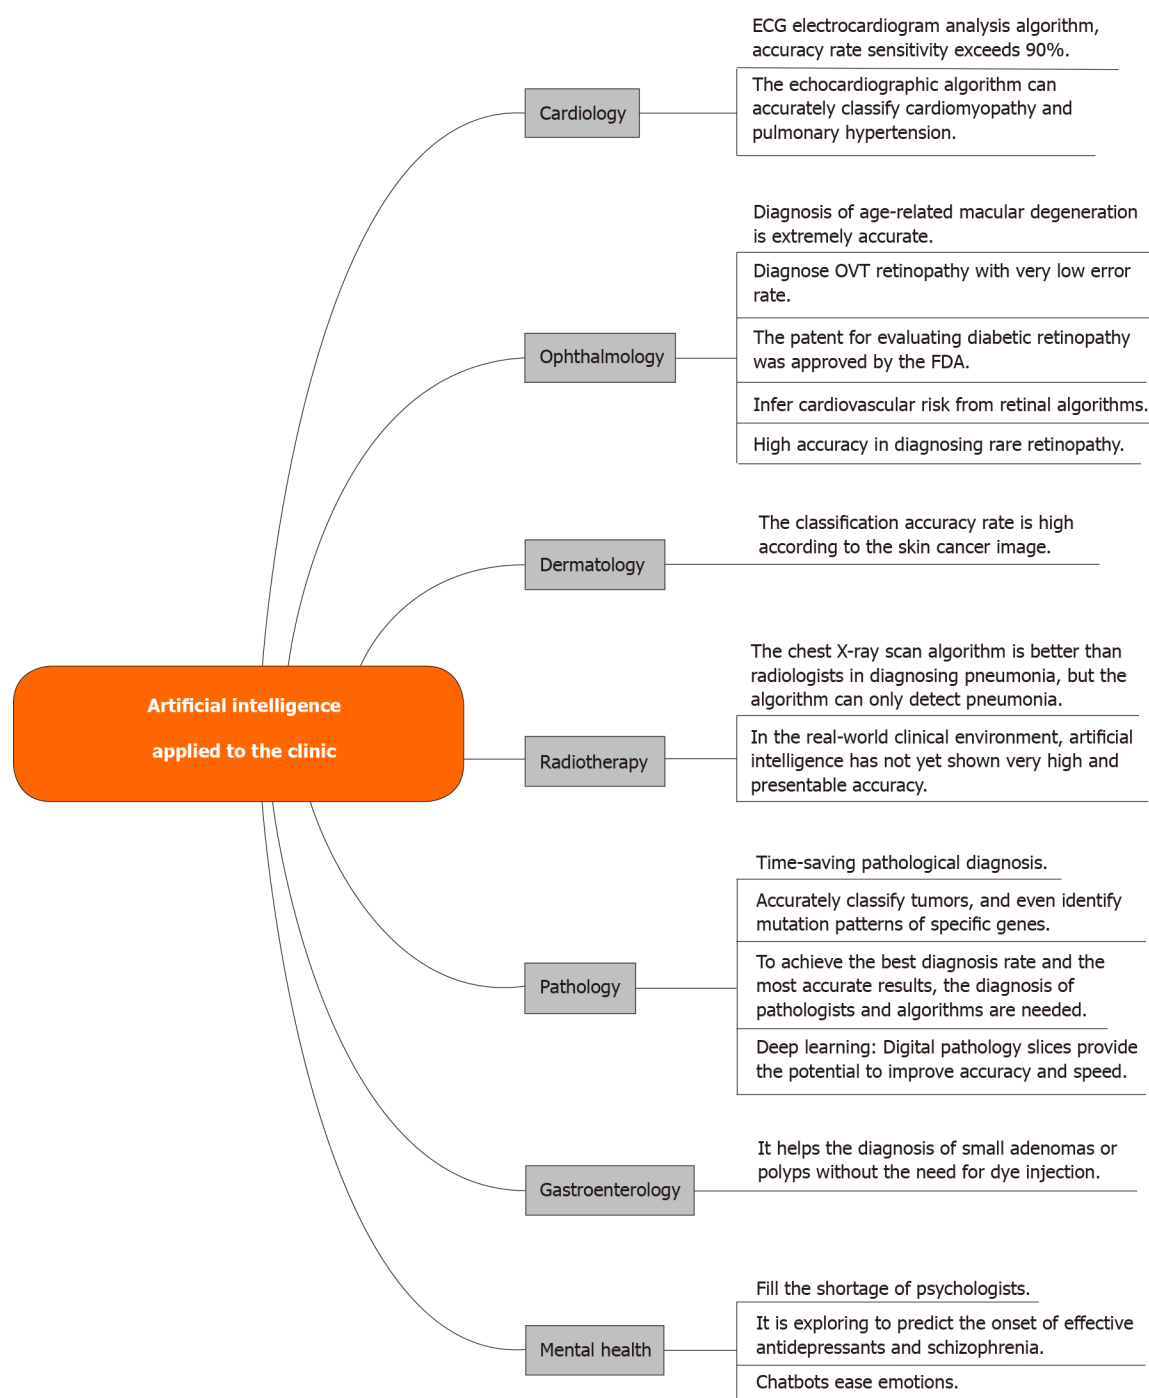 ECG electrocardiogram analysis algorithm,
accuracy rate sensitivity exceeds 90%.
The echocardiographic algorithm can
accurately classify cardiomyopathy and
pulmonary hypertension.
Cardiology
Diagnosis of age-related macular degeneration
is extremely accurate.
Diagnose OVT retinopathy with very low error
rate.
The patent for evaluating diabetic retinopathy
was approved by the FDA.
Infer cardiovascular risk from retinal algorithms.
High accuracy in diagnosing rare retinopathy.
Ophthalmology
The classification accuracy rate is high
according to the skin cancer image.
Dermatology
Artificial intelligence
applied to the clinic
The chest X-ray scan algorithm is better than
radiologists in diagnosing pneumonia, but the
algorithm can only detect pneumonia.
In the real-world clinical environment, artificial
intelligence has not yet shown very high and
presentable accuracy.
Radiotherapy
Time-saving pathological diagnosis.
Accurately classify tumors, and even identify
mutation patterns of specific genes.
To achieve the best diagnosis rate and the
most accurate results, the diagnosis of
pathologists and algorithms are needed.
Deep learning: Digital pathology slices provide
the potential to improve accuracy and speed.
Pathology
It helps the diagnosis of small adenomas or
polyps without the need for dye injection.
Gastroenterology
Fill the shortage of psychologists.
It is exploring to predict the onset of effective
antidepressants and schizophrenia.
Chatbots ease emotions.
Mental health